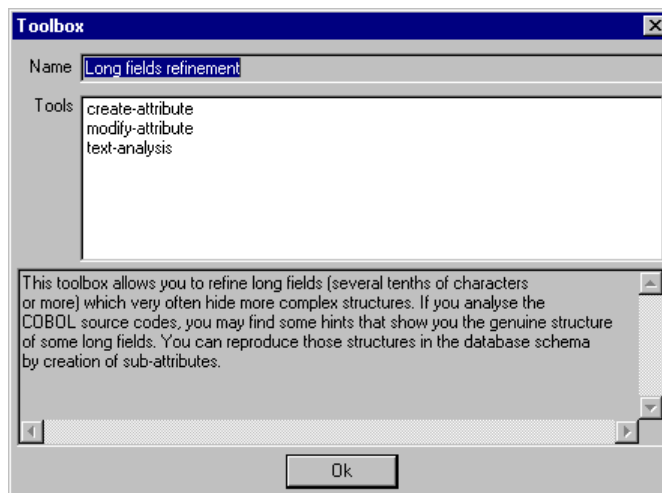 Toolbox
Name Long fields refinement
Tools create-attribute
modify-attribute
text-analysis
This toolbox allows you to refine long fields (several tenths of characters
or more) which very often hide more complex structures. If you analyse the
COBOL source codes, you may find some hints that show you the genuine structure
of some long fields. You can reproduce those structures in the database schema
by creation of sub-attributes.
Ok